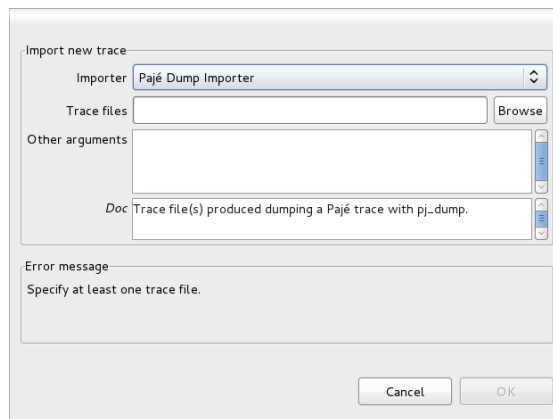 Import new trace
Importer Pajé Dump Importer
Trace files Browse
Other arguments
Doc Trace file(s) produced dumping a Pajé trace with pj_dump.
Error message
Specify at least one trace file.
Cancel OK